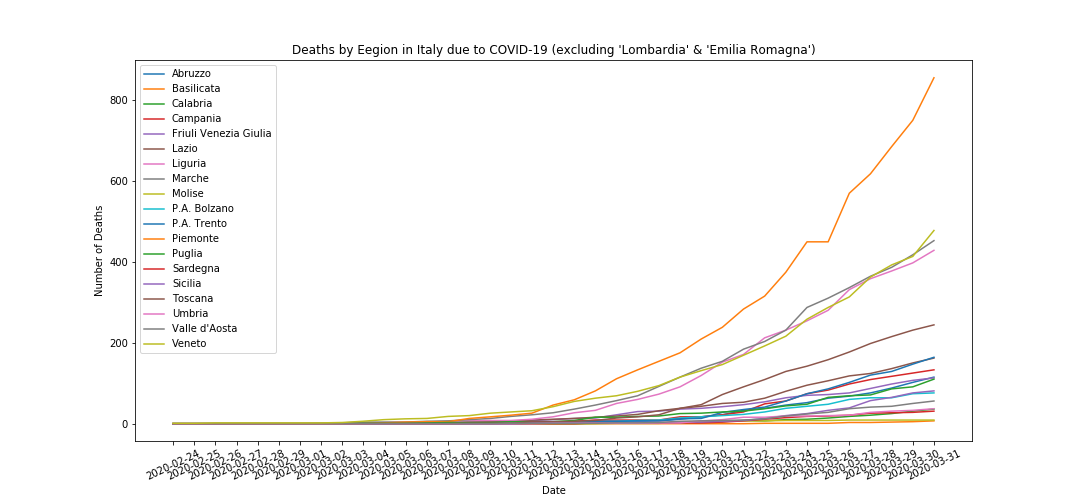 Deaths by Eegion in Italy due to COVID-19 (excluding 'Lombardia' & 'Emilia Romagna')
Abruzzo
Basilicata
Calabria
Campania
Friuli Venezia Giulia
Lazio
Liguria
Marche
Molise
P.A. Bolzano
P.A. Trento
Piemonte
Puglia
Sardegna
Sicilia
Toscana
Umbria
Valle d'Aosta
Veneto
800
600
400
200
0
Number of Deaths
2020-02-24
2020-02-25
2020-02-26
2020-02-27
2020-02-28
2020-02-29
2020-03-01
2020-03-02
2020-03-03
2020-03-04
2020-03-05
2020-03-06
2020-03-07
2020-03-08
2020-03-09
2020-03-10
2020-03-11
2020-03-12
2020-03-13
2020-03-14
2020-03-15
2020-03-16
2020-03-17
2020-03-18
2020-03-19
2020-03-20
2020-03-21
2020-03-22
2020-03-23
2020-03-24
2020-03-25
2020-03-26
2020-03-27
2020-03-28
2020-03-29
2020-03-30
2020-03-31
Date